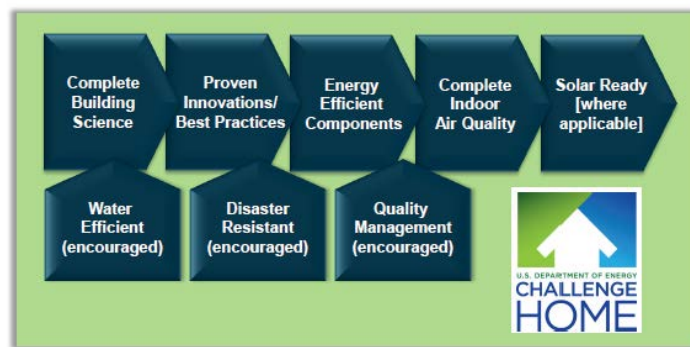 Complete
Building
Science
Proven
Innovations/
Best Practices
Energy
Efficient
Components
Complete
Indoor
Air Quality
Solar Ready
[where
applicable]
Water
Efficient
(encouraged)
Disaster
Resistant
(encouraged)
Quality
Management
(encouraged)
U.S. DEPARTMENT OF ENERGY
CHALLENGE
HOME